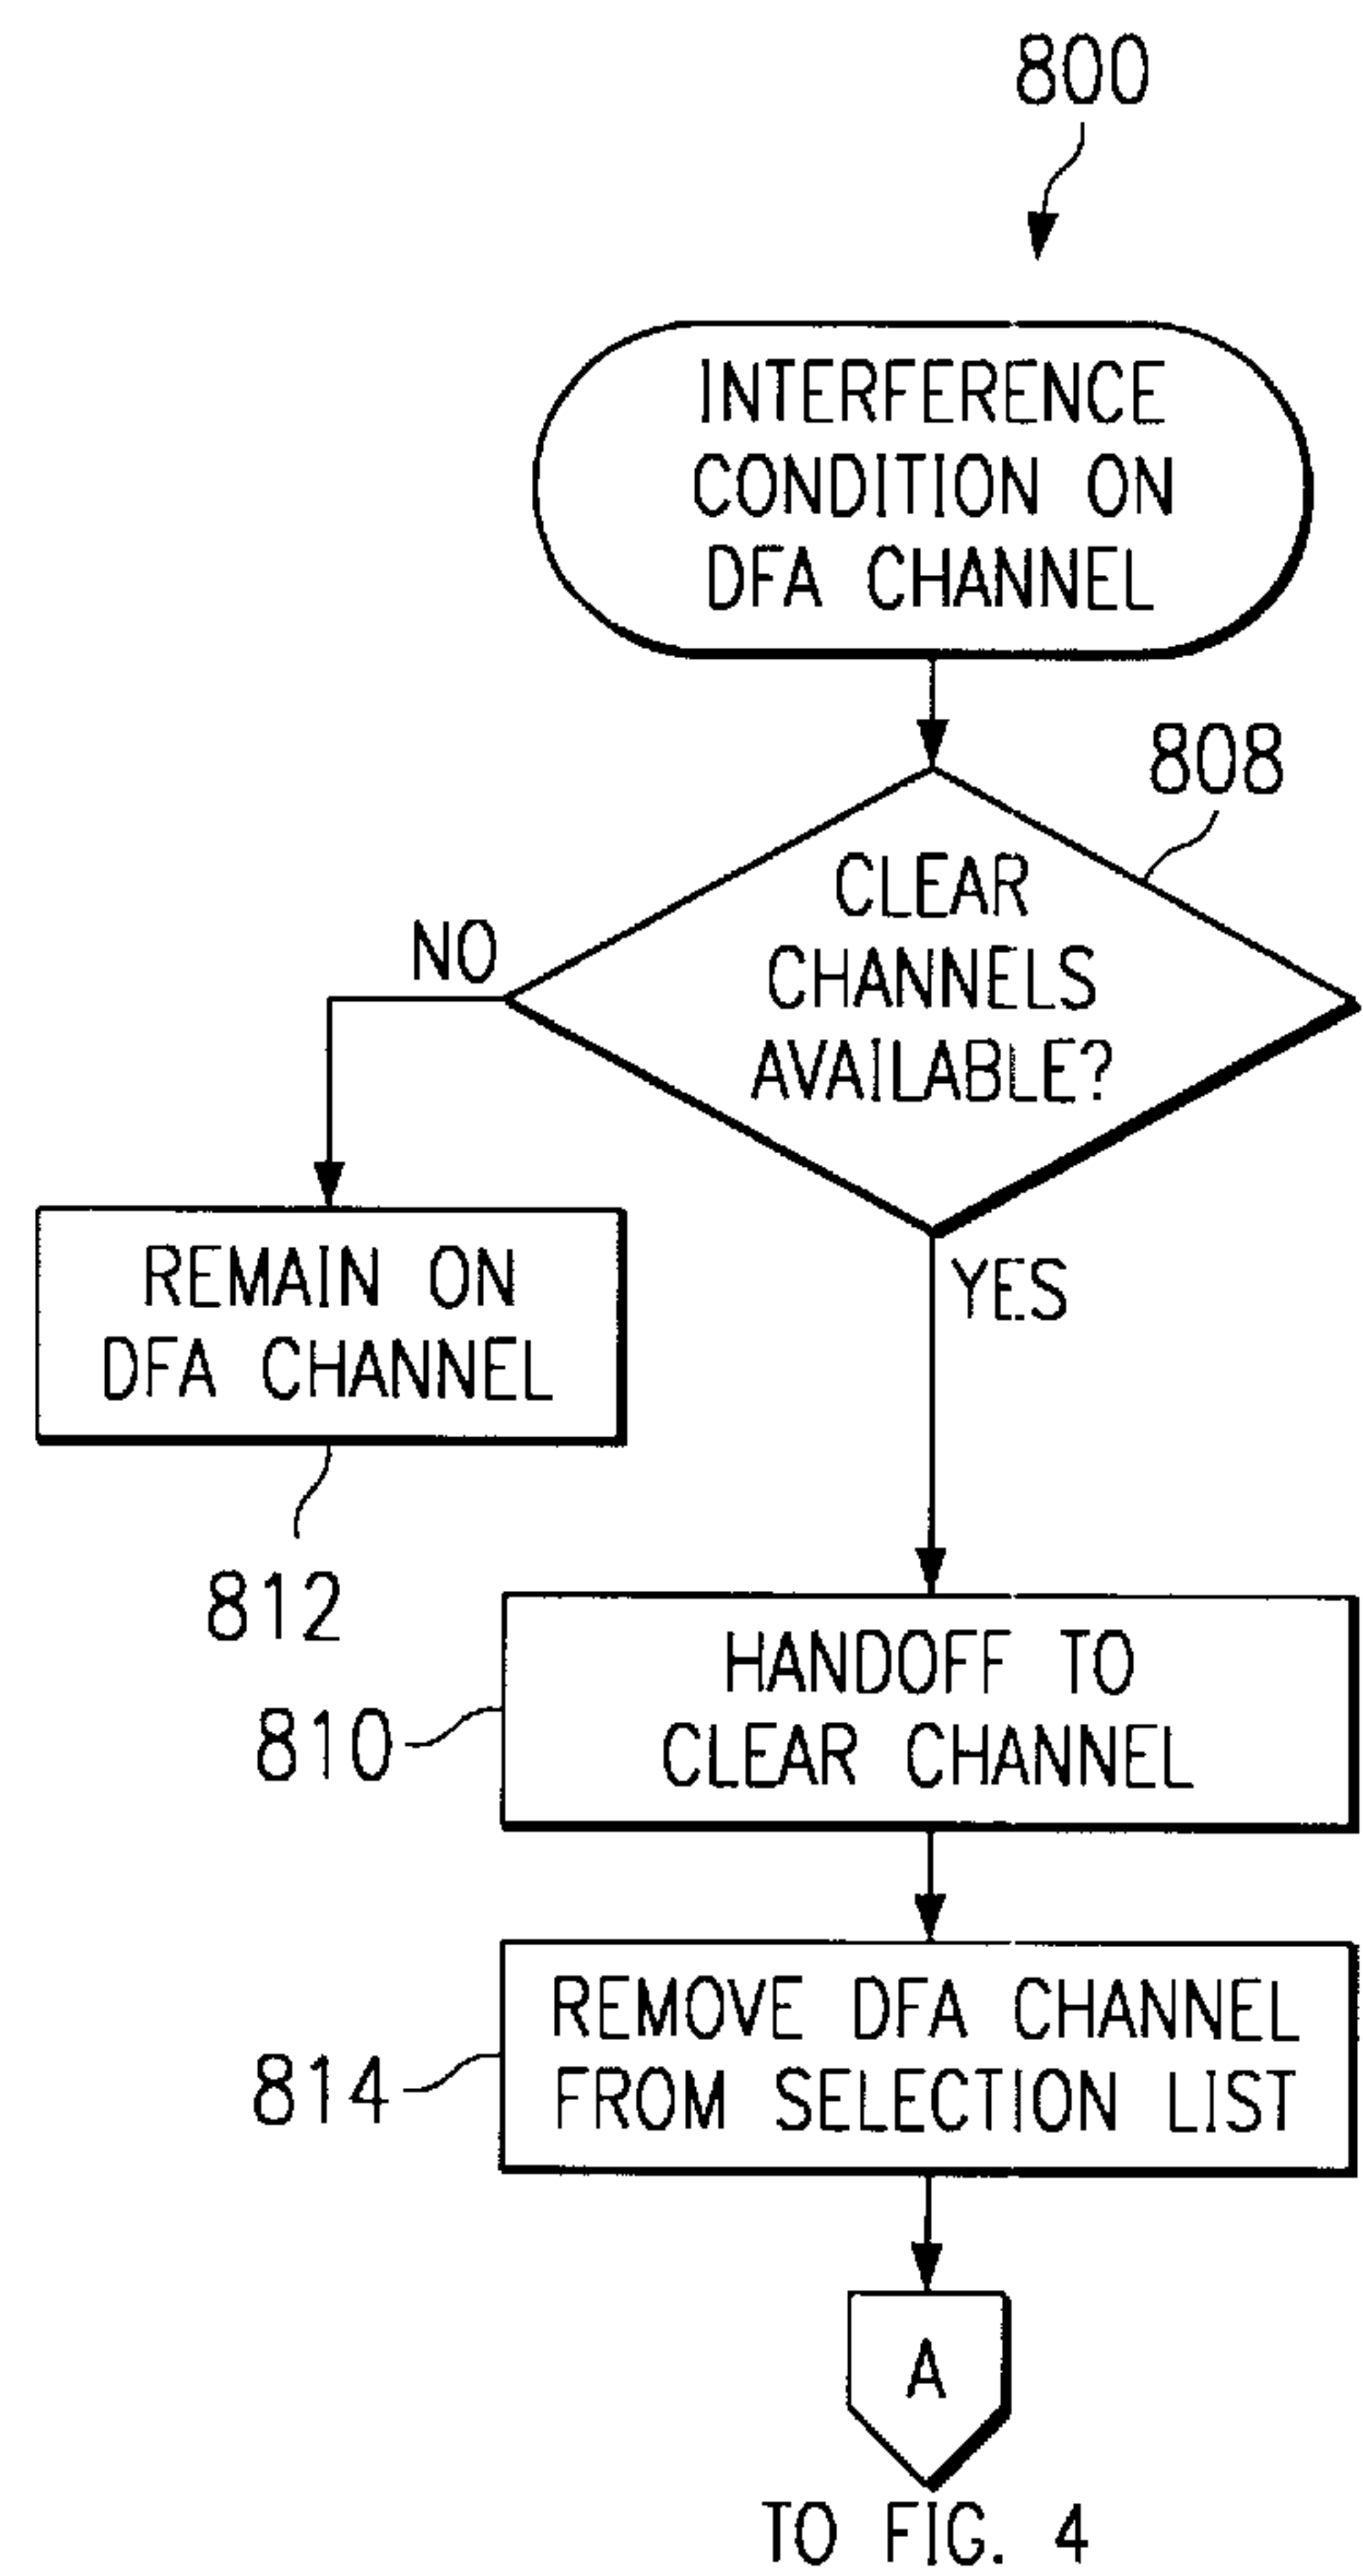 800
INTERFERENCE
CONDITION ON
DFA CHANNEL
808
CLEAR
CHANNELS
AVAILABLE?
NO
YES
REMAIN ON
DFA CHANNEL
812
HANDOFF TO
CLEAR CHANNEL
810
REMOVE DFA CHANNEL
FROM SELECTION LIST
814
A
TO FIG. 4